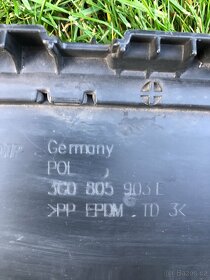 Germany
POL
3G0 805 903 E
>PP EPDM TD 3<